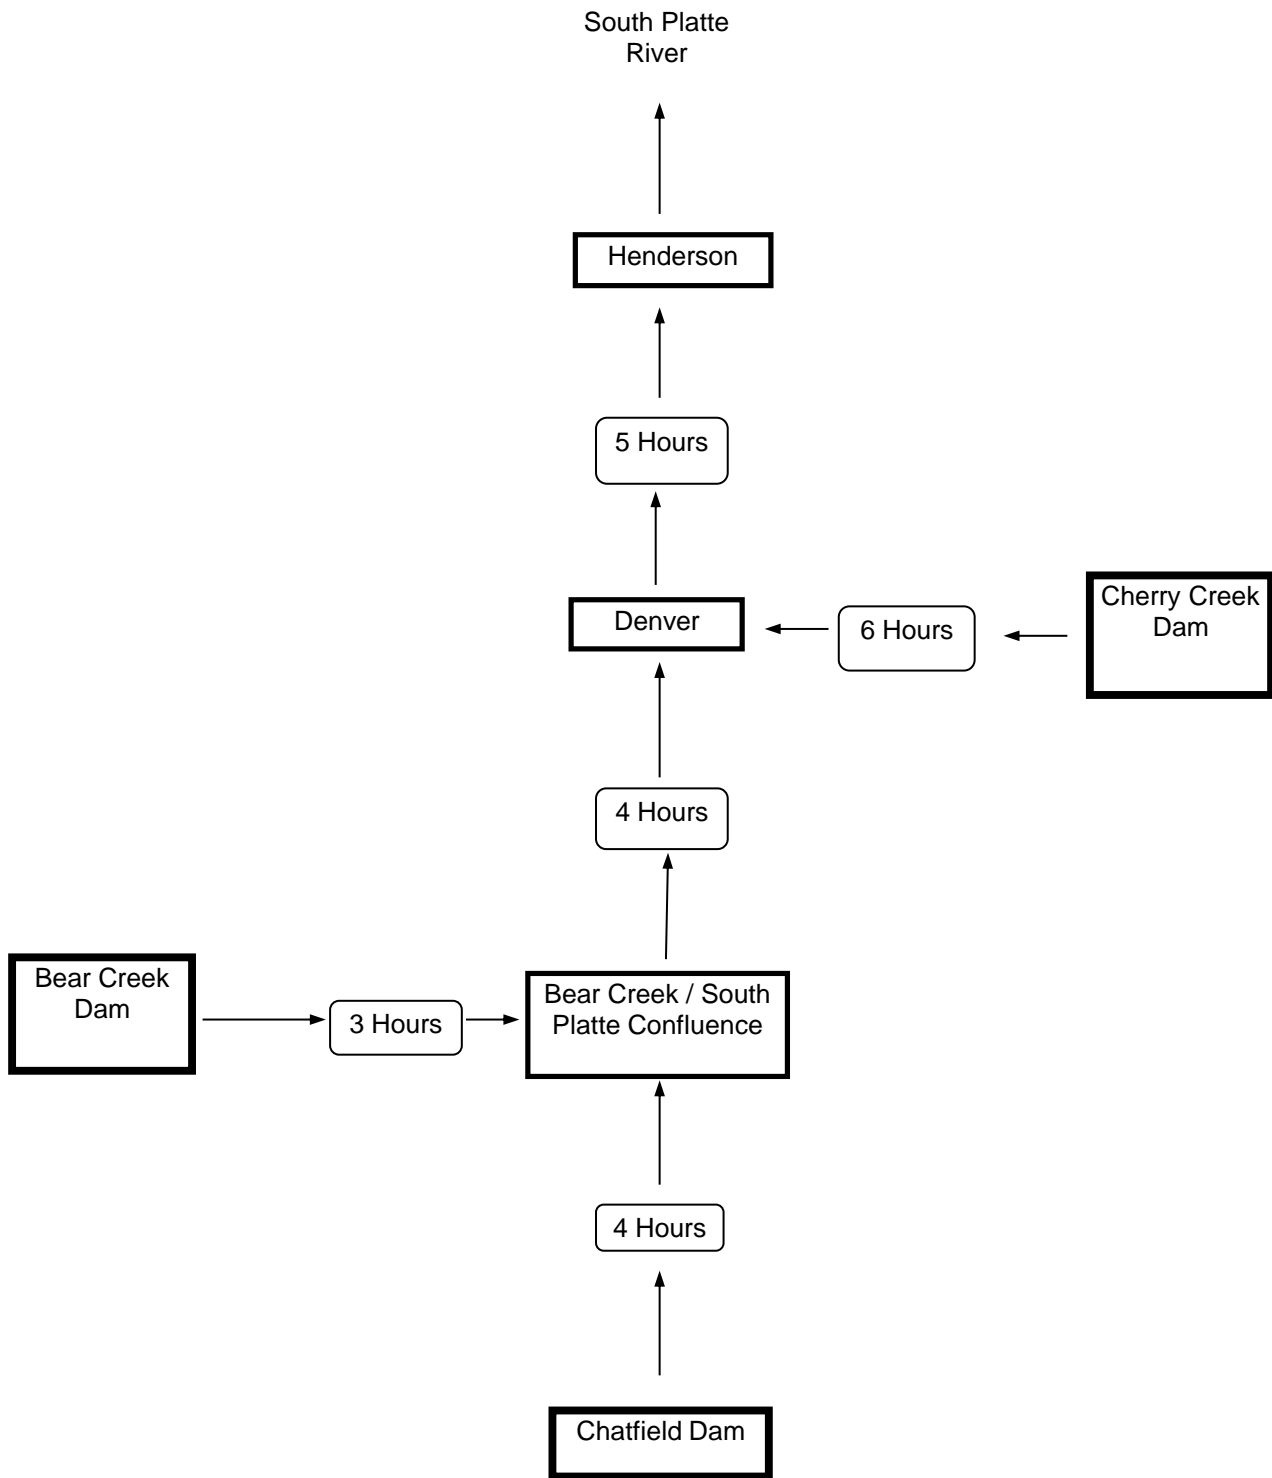 South Platte
River
Henderson
5 Hours
Denver
6 Hours
Cherry Creek
Dam
4 Hours
Bear Creek
Dam
3 Hours
Bear Creek / South
Platte Confluence
4 Hours
Chatfield Dam